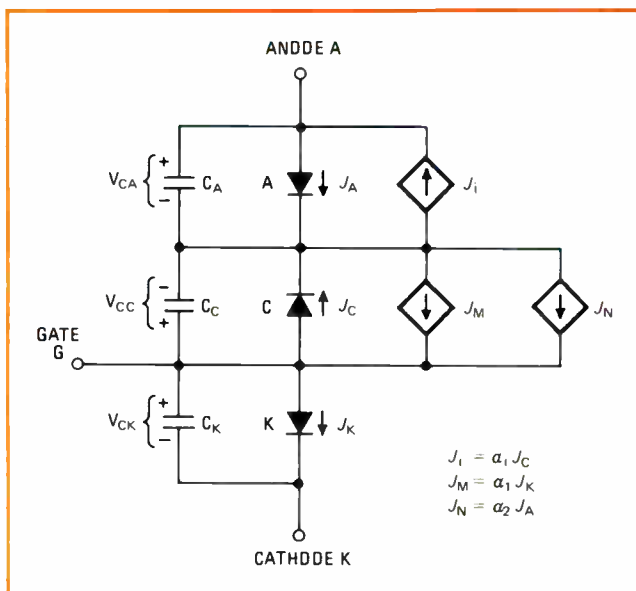 ANDDE A
V_CA { + − C_A A J_A J_I
V_CC { − + C_C C J_C J_M J_N
GATE
G
V_CK { + − C_K K J_K
J_I = α_I J_C
J_M = α_1 J_K
J_N = α_2 J_A
CATHDDE K